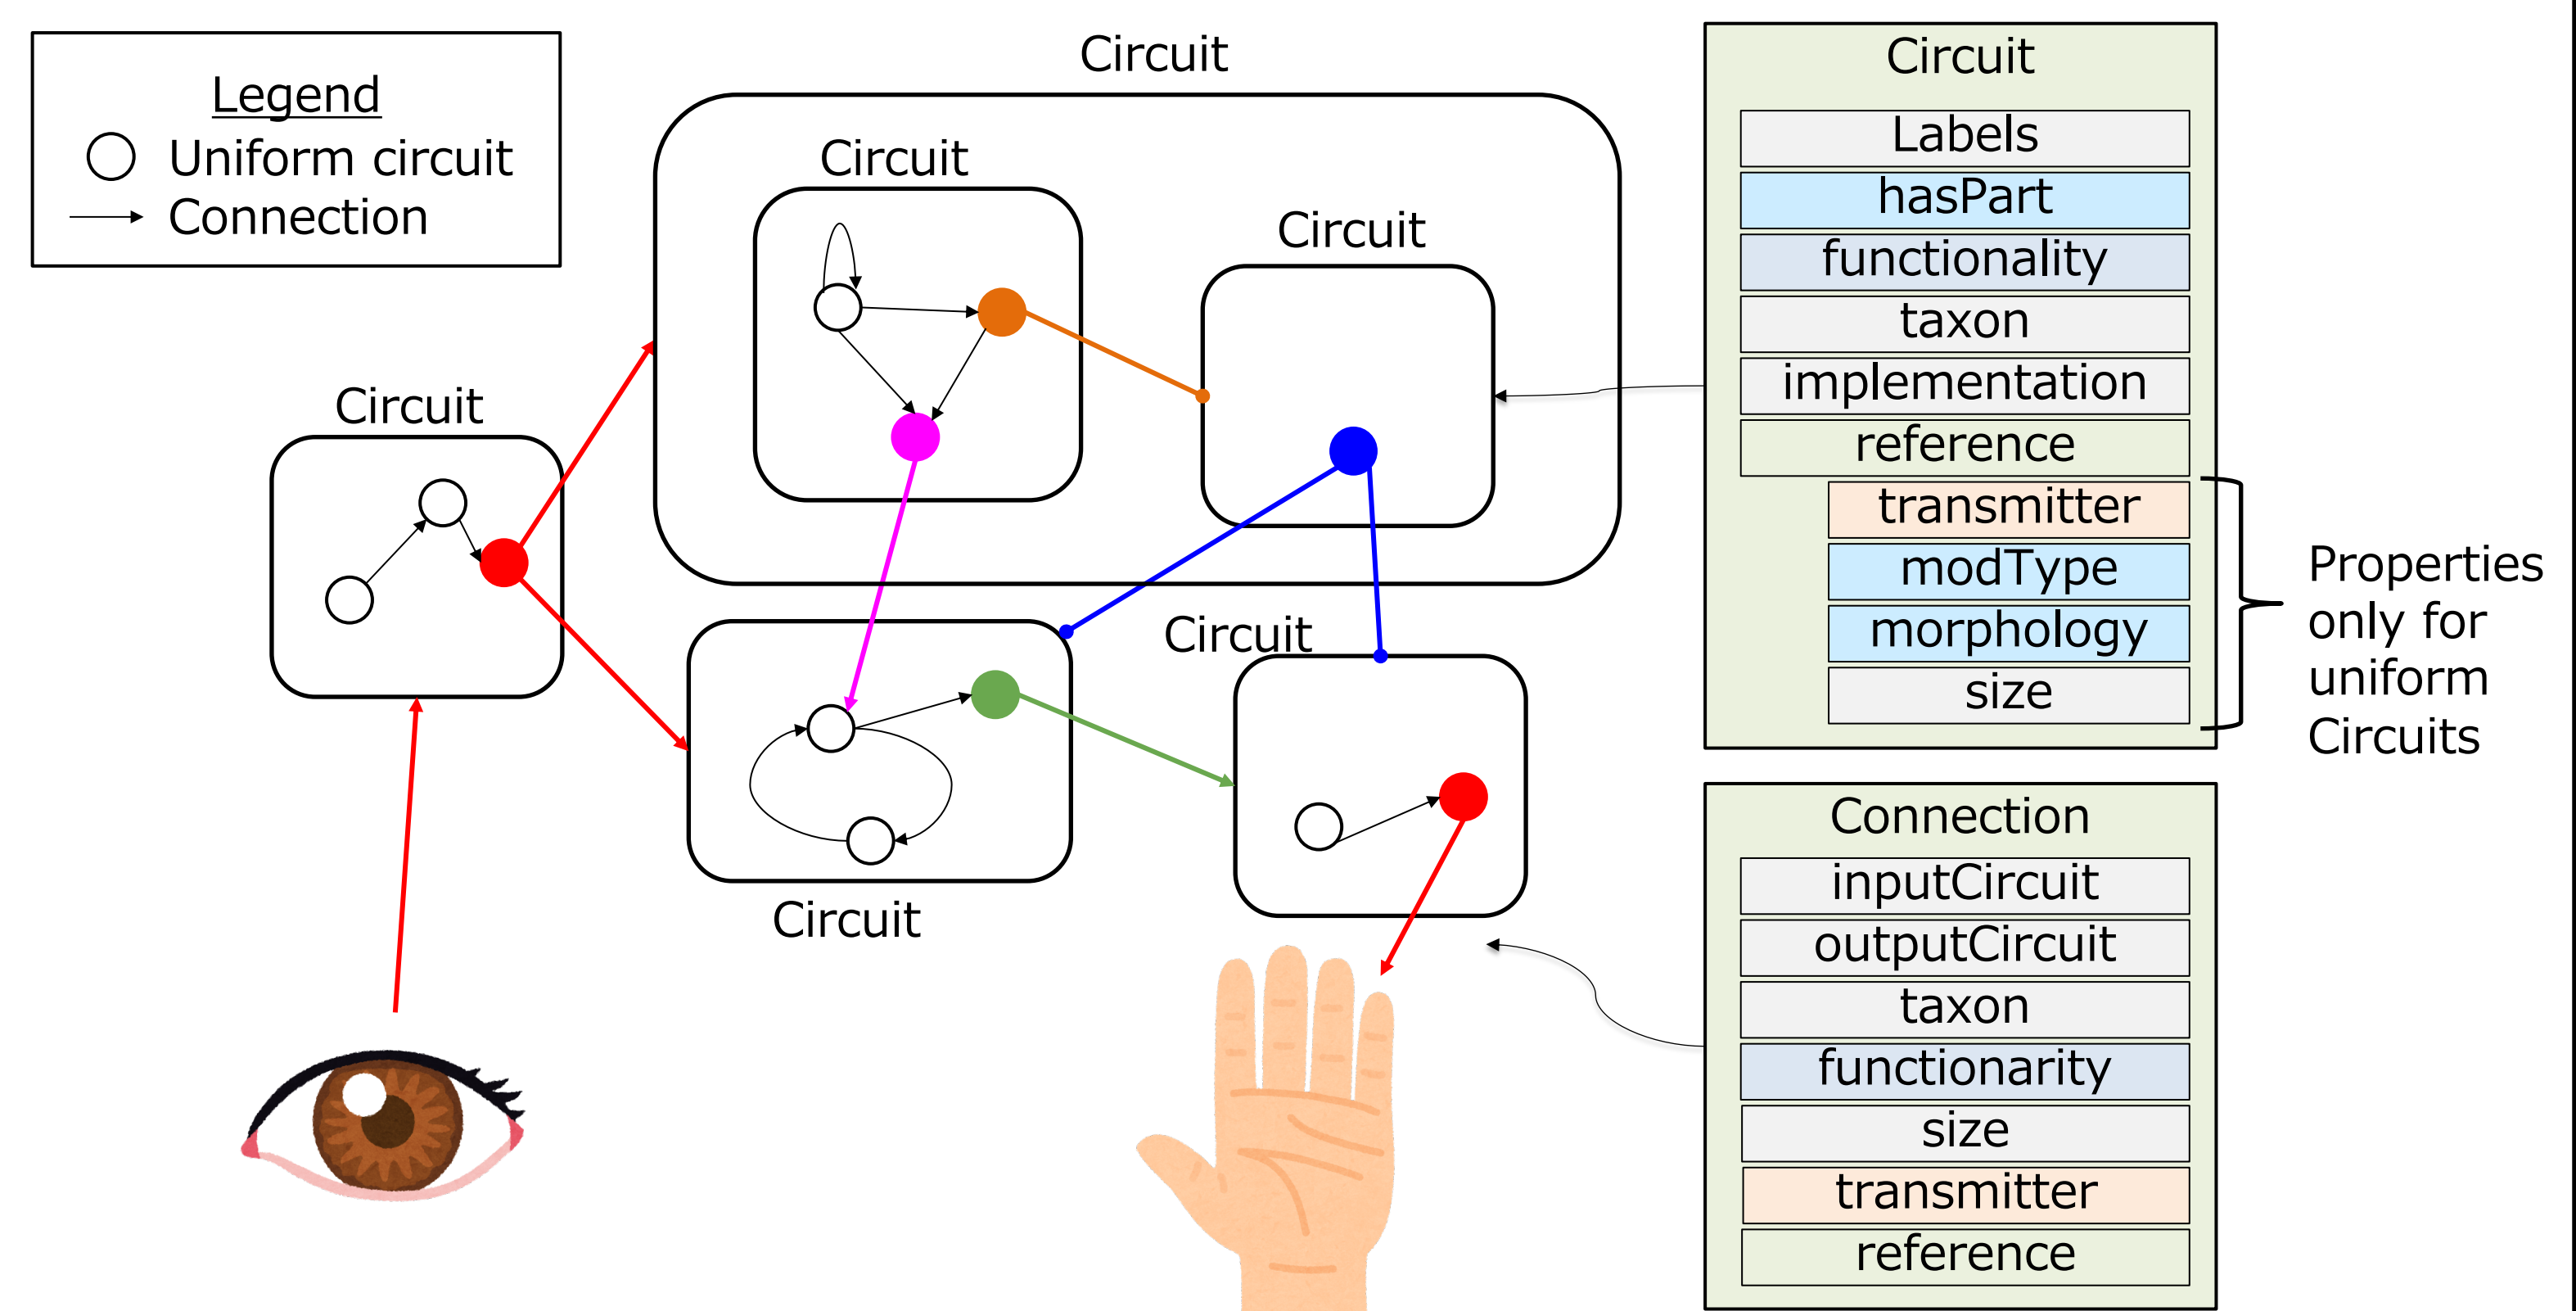 Legend
Uniform circuit
Connection
Circuit
Circuit
Circuit
Circuit
Circuit
Circuit
Circuit
Labels
hasPart
functionality
taxon
implementation
reference
transmitter
modType
morphology
size
Properties
only for
uniform
Circuits
Connection
inputCircuit
outputCircuit
taxon
functionarity
size
transmitter
reference